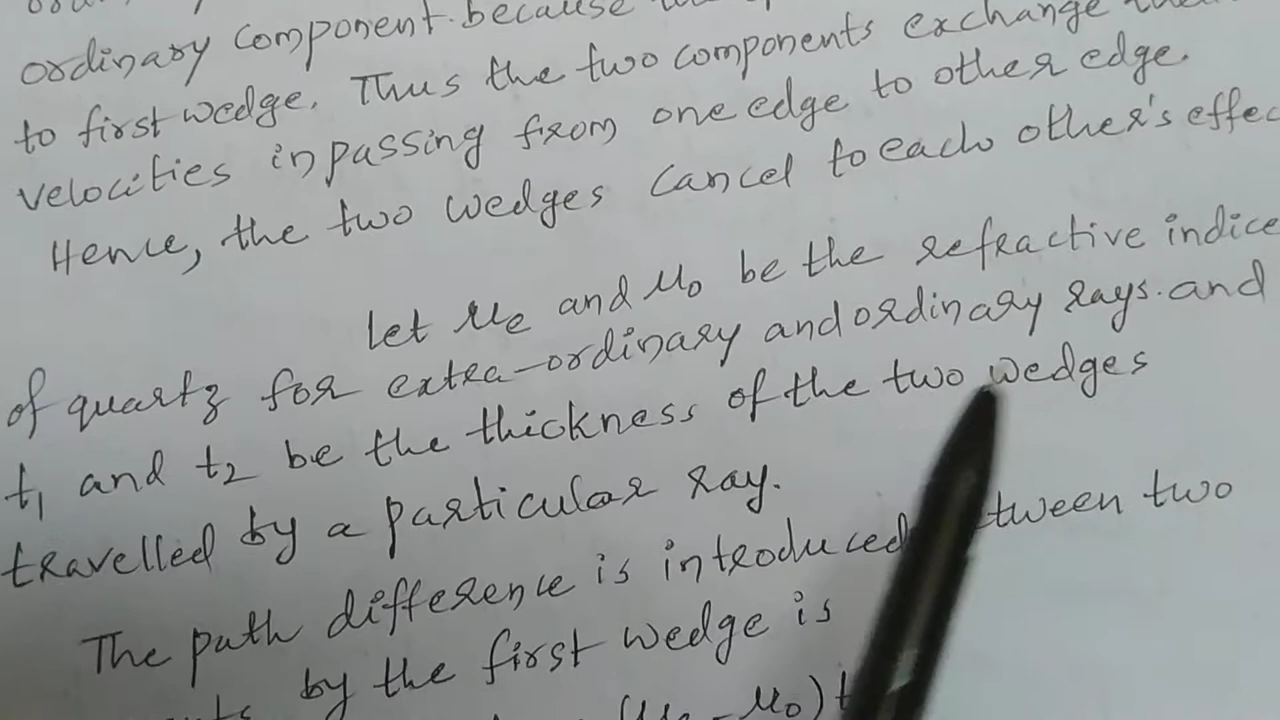 ordinary component. because
to first wedge. Thus the two components exchange
velocities in passing from one edge to other edge.
Hence, the two wedges cancel to each other's effec
let μe and μo be the refractive indice
of quartz for extra-ordinary and ordinary rays. and
t1 and t2 be the thickness of the two wedges
travelled by a particular ray.
The path difference is introduced tween two
by the first wedge is
μo) t